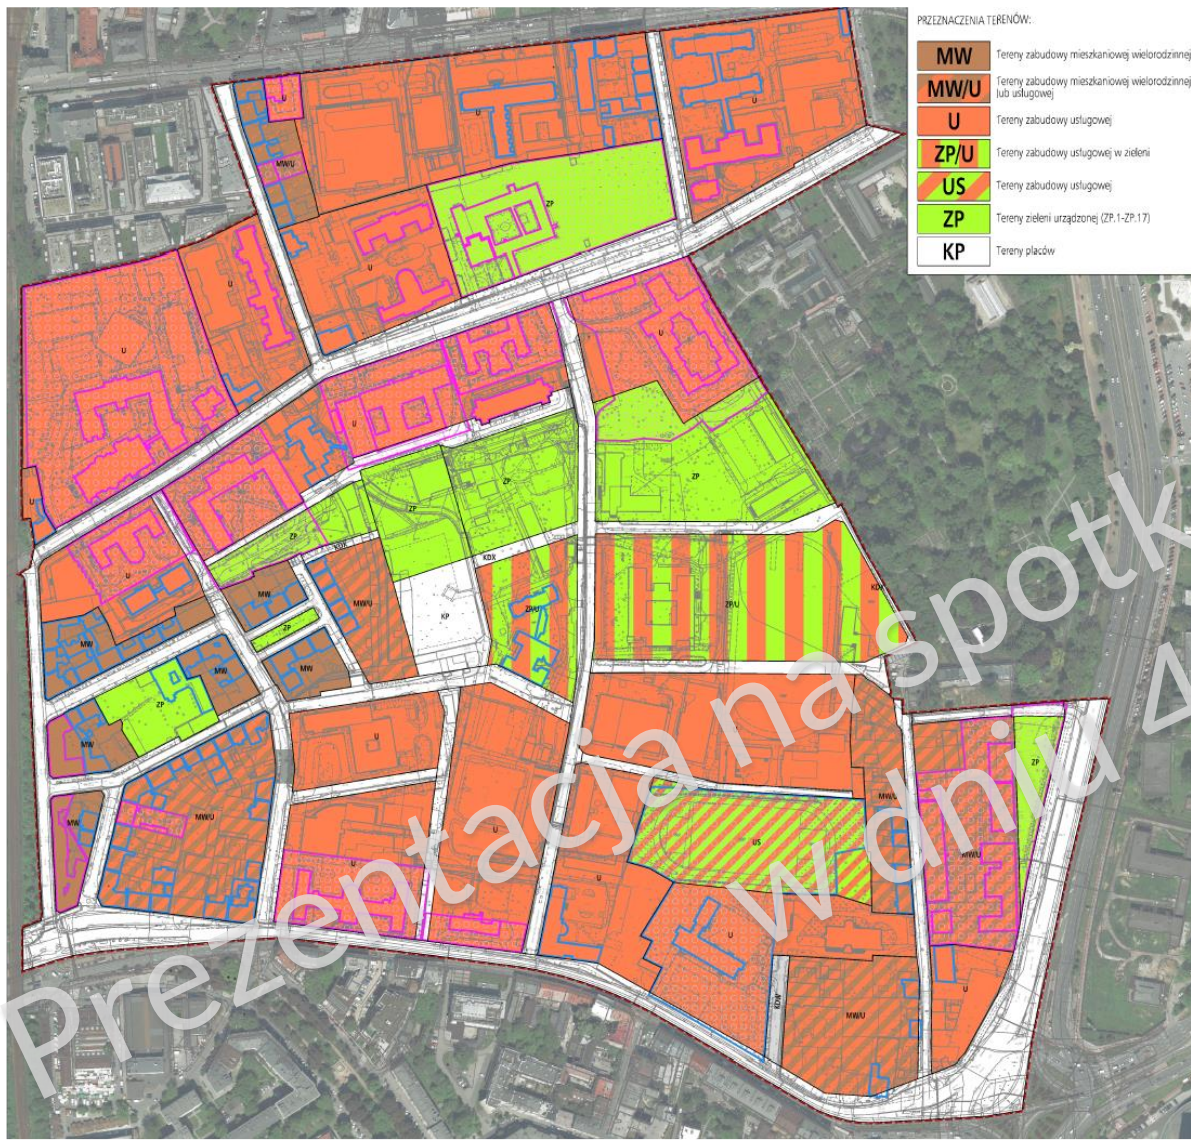 PRZEZNACZENIA TERENÓW:
MW Tereny zabudowy mieszkaniowej wielorodzinnej
MW/U Tereny zabudowy mieszkaniowej wielorodzinnej
lub usługowej
U Tereny zabudowy usługowej
ZP/U Tereny zabudowy usługowej w zieleni
US Tereny zabudowy usługowej
ZP Tereny zieleni urządzonej (ZP.1-ZP.17)
KP Tereny placów
U
U
U
MW/U
ZP
U
U
U
U
U
ZP
ZP
ZP
U
ZP
KDX
KDX
U
MW
MW/U
KP
ZP/U
ZP/U
KDX
ZP
MW
MW
MW
ZP
MW
U
ZP
MW/U
MW
MW/U
U
US
MW/U
U
U
U
KDW
MW/U
U
Prezentacja na spotk
w dniu 4